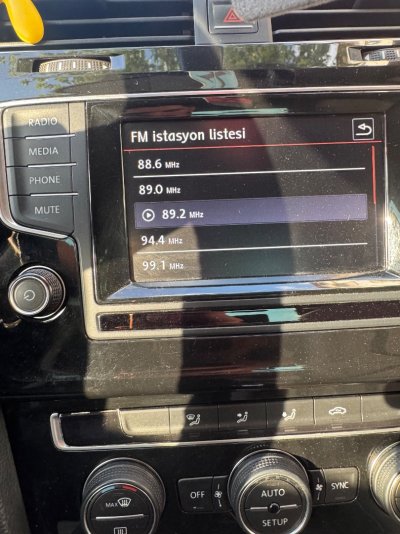 RADIO
MEDIA
PHONE
MUTE
FM istasyon listesi
88.6 MHz
89.0 MHz
89.2 MHz
94.4 MHz
99.1 MHz
MAX
OFF
AUTO
SYNC
SETUP